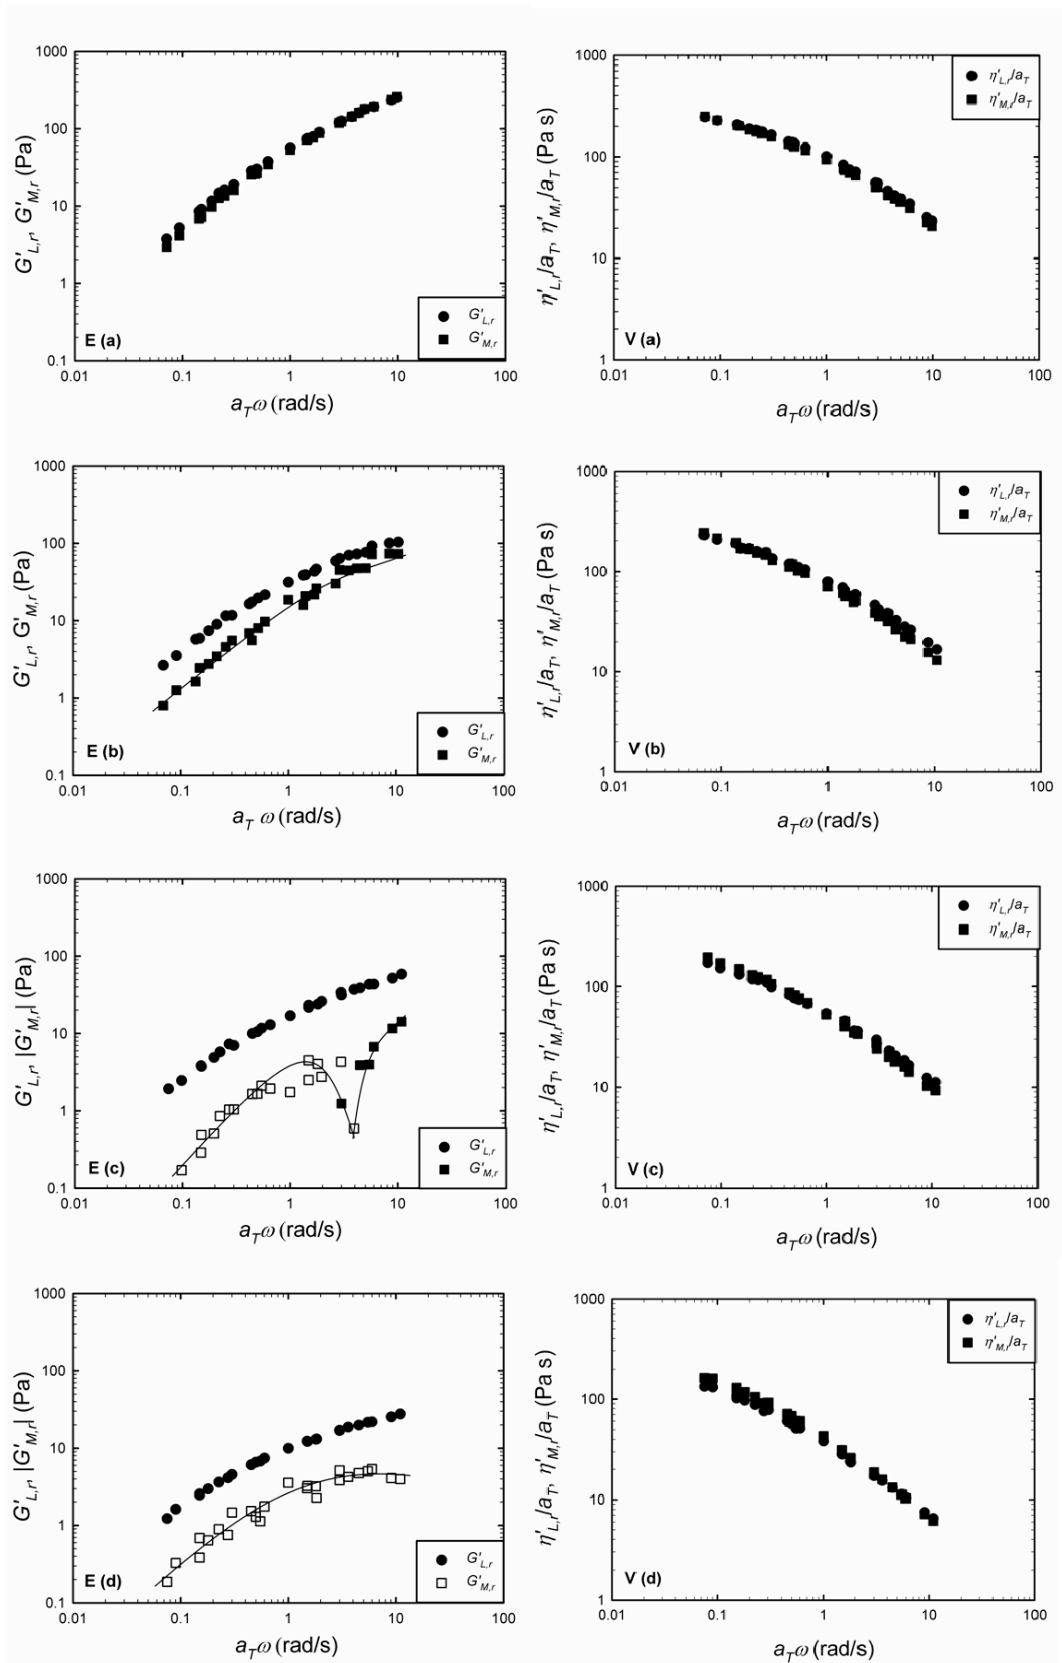 1000
100
10
1
0.1
0.01
0.1
1
10
100
G'L,r, G'M,r (Pa)
aTω (rad/s)
E (a)
G'L,r
G'M,r
1000
100
10
1
0.01
0.1
1
10
100
η'L,r/aT, η'M,r/aT (Pa s)
aTω (rad/s)
V (a)
η'L,r/aT
η'M,r/aT
1000
100
10
1
0.1
0.01
0.1
1
10
100
G'L,r, G'M,r (Pa)
aT ω (rad/s)
E (b)
G'L,r
G'M,r
1000
100
10
1
0.01
0.1
1
10
100
η'L,r/aT, η'M,r/aT (Pa s)
aTω (rad/s)
V (b)
η'L,r/aT
η'M,r/aT
1000
100
10
1
0.1
0.01
0.1
1
10
100
G'L,r, |G'M,r| (Pa)
aTω (rad/s)
E (c)
G'L,r
G'M,r
1000
100
10
1
0.01
0.1
1
10
100
η'L,r/aT, η'M,r/aT (Pa s)
aTω (rad/s)
V (c)
η'L,r/aT
η'M,r/aT
1000
100
10
1
0.1
0.01
0.1
1
10
100
G'L,r, |G'M,r| (Pa)
aTω (rad/s)
E (d)
G'L,r
G'M,r
1000
100
10
1
0.01
0.1
1
10
100
η'L,r/aT, η'M,r/aT (Pa s)
aTω (rad/s)
V (d)
η'L,r/aT
η'M,r/aT